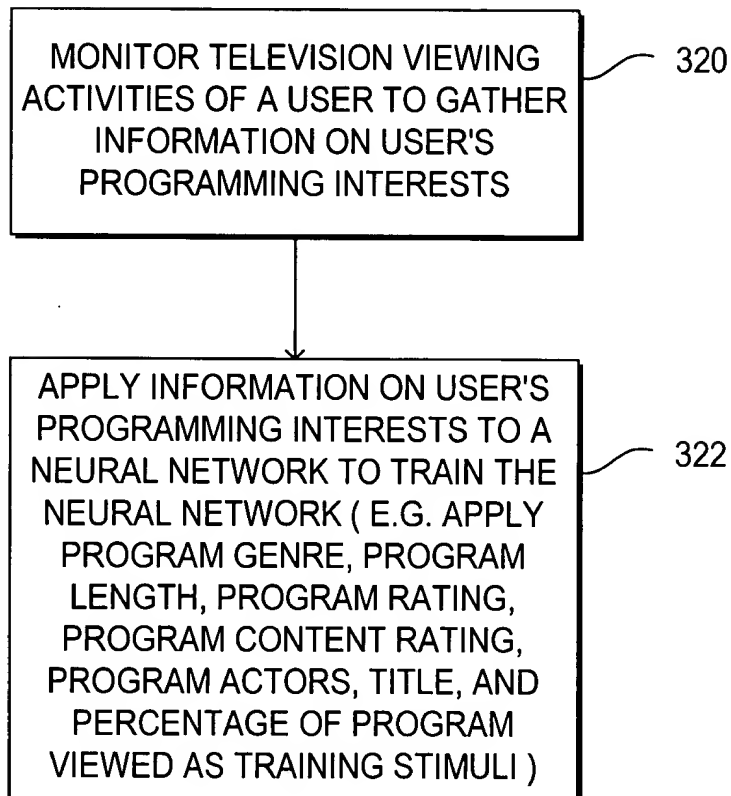 MONITOR TELEVISION VIEWING
ACTIVITIES OF A USER TO GATHER
INFORMATION ON USER'S
PROGRAMMING INTERESTS
320
APPLY INFORMATION ON USER'S
PROGRAMMING INTERESTS TO A
NEURAL NETWORK TO TRAIN THE
NEURAL NETWORK ( E.G. APPLY
PROGRAM GENRE, PROGRAM
LENGTH, PROGRAM RATING,
PROGRAM CONTENT RATING,
PROGRAM ACTORS, TITLE, AND
PERCENTAGE OF PROGRAM
VIEWED AS TRAINING STIMULI )
322